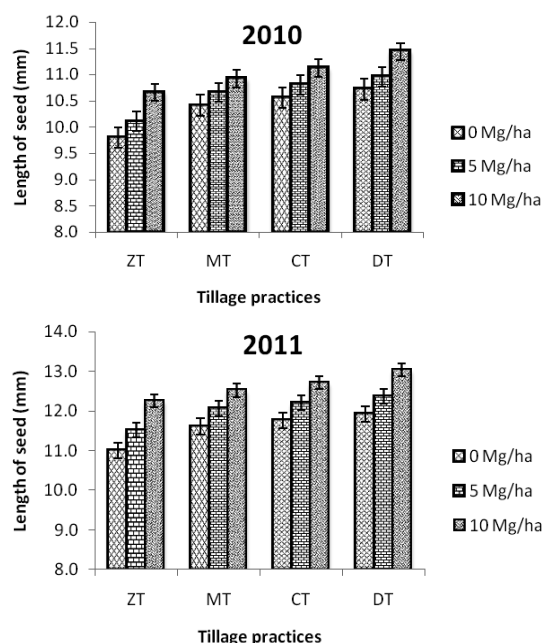 2010
Length of seed (mm)
12.0
11.5
11.0
10.5
10.0
9.5
9.0
8.5
8.0
ZT MT CT DT
Tillage practices
0 Mg/ha
5 Mg/ha
10 Mg/ha
2011
Length of seed (mm)
14.0
13.0
12.0
11.0
10.0
9.0
8.0
ZT MT CT DT
Tillage practices
0 Mg/ha
5 Mg/ha
10 Mg/ha